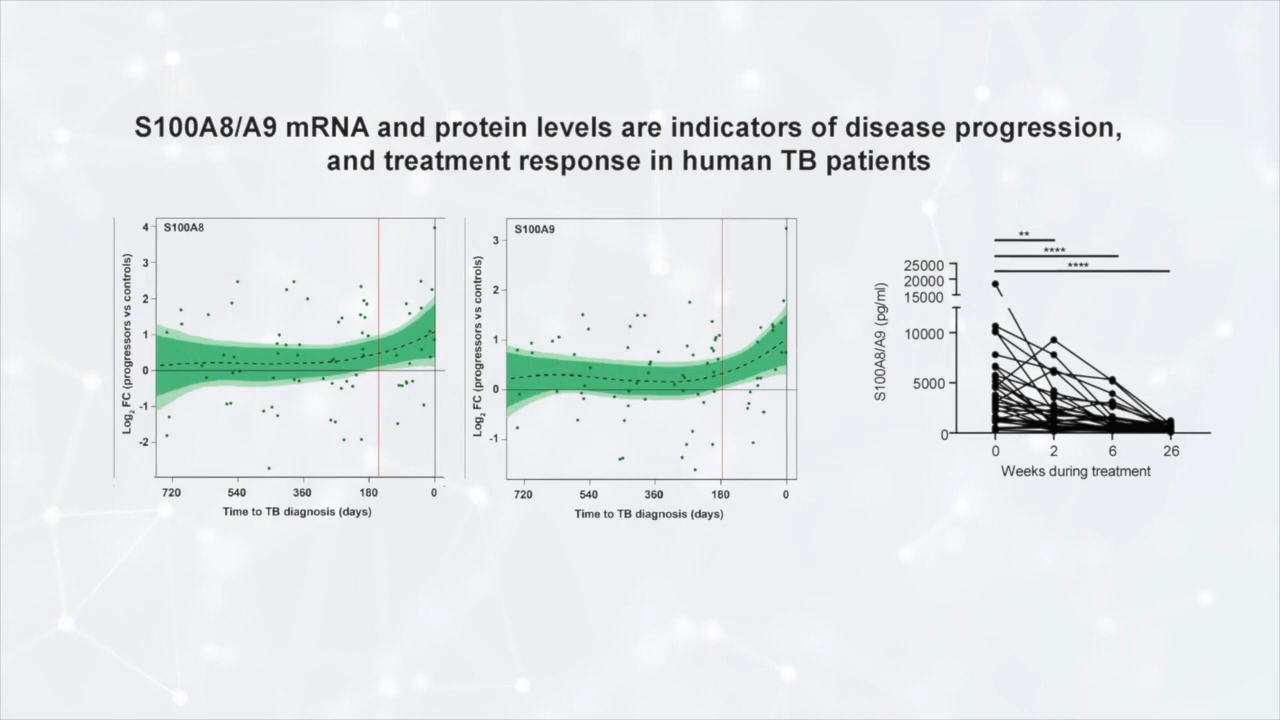 S100A8/A9 mRNA and protein levels are indicators of disease progression,
and treatment response in human TB patients
S100A8
4
3
2
1
0
-1
-2
Log2 FC (progressors vs controls)
720 540 360 180 0
Time to TB diagnosis (days)
S100A9
3
2
1
0
-1
Log2 FC (progressors vs controls)
720 540 360 180 0
Time to TB diagnosis (days)
**
****
****
25000
20000
15000
10000
5000
0
S100A8/A9 (pg/ml)
0 2 6 26
Weeks during treatment